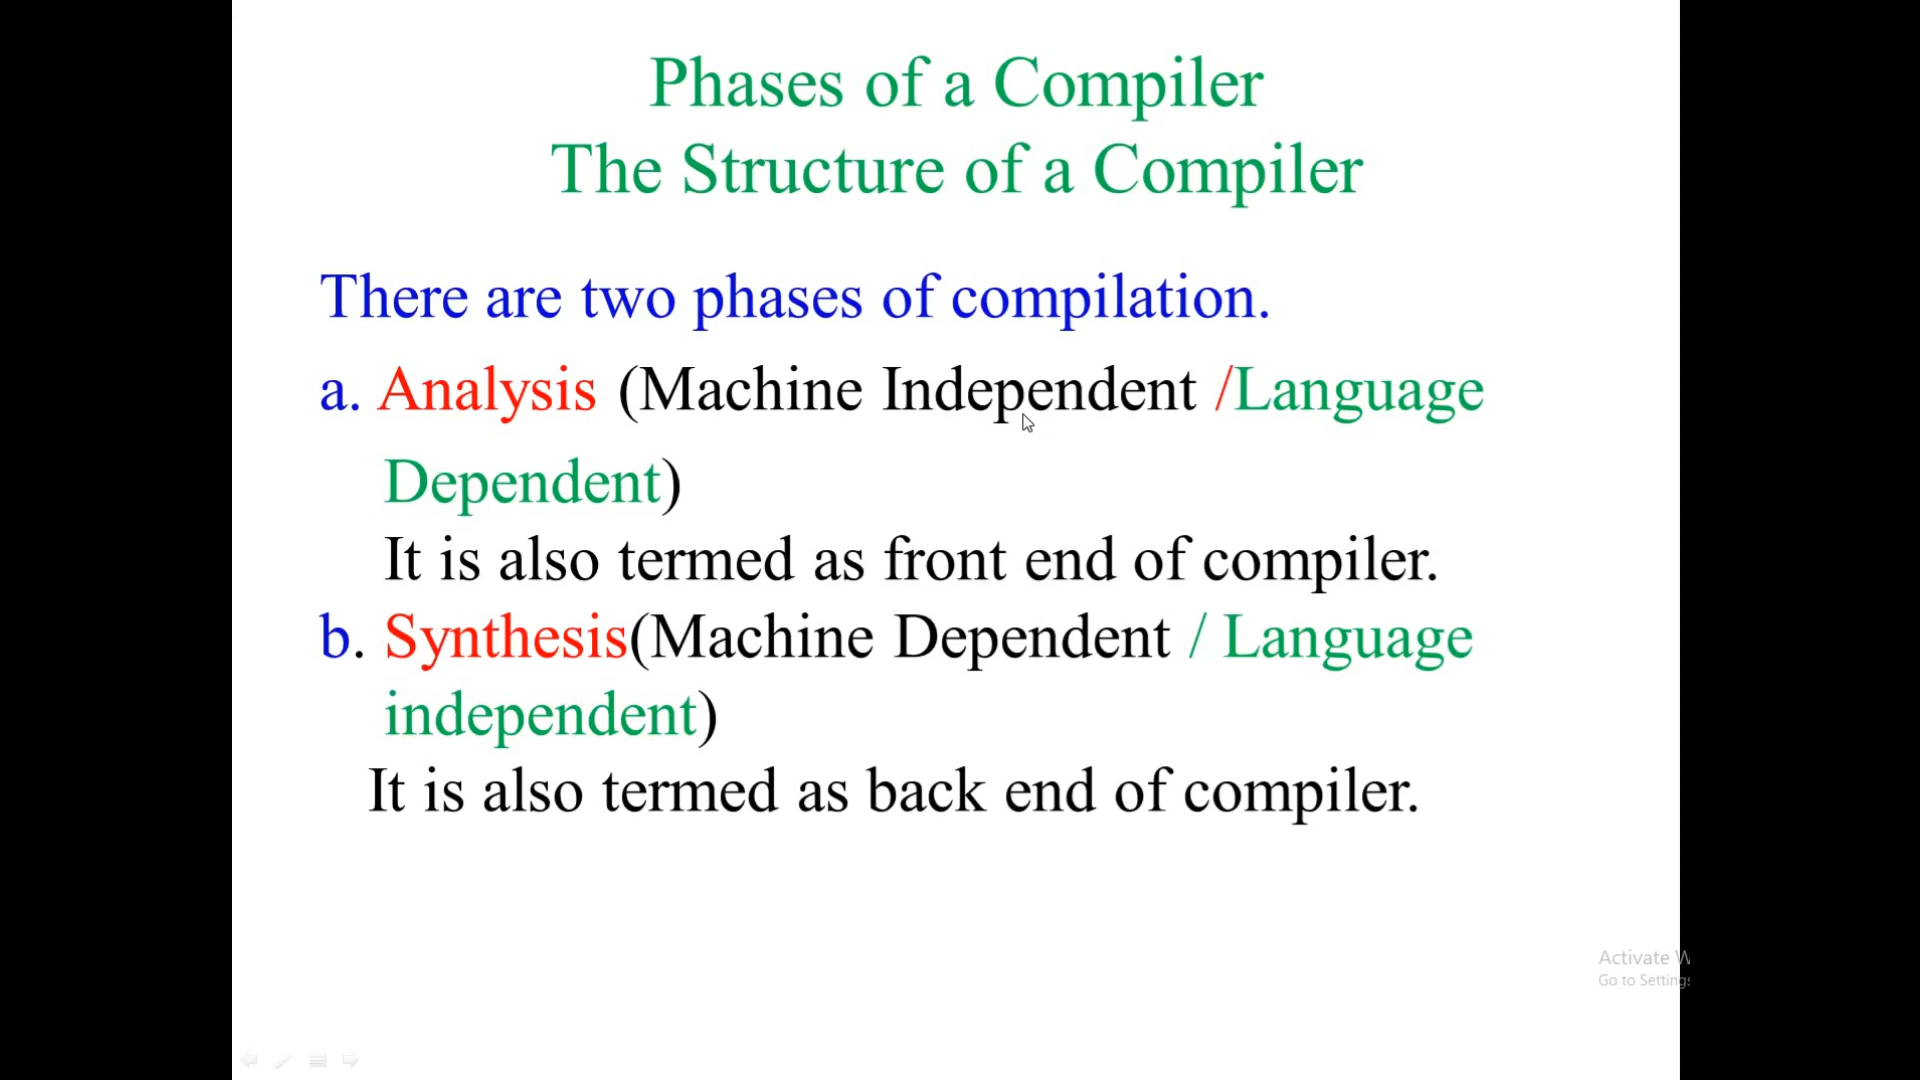 Phases of a Compiler
The Structure of a Compiler
There are two phases of compilation.
a. Analysis (Machine Independent /Language
Dependent)
It is also termed as front end of compiler.
b. Synthesis(Machine Dependent / Language
independent)
It is also termed as back end of compiler.
Activate
Go to Settings